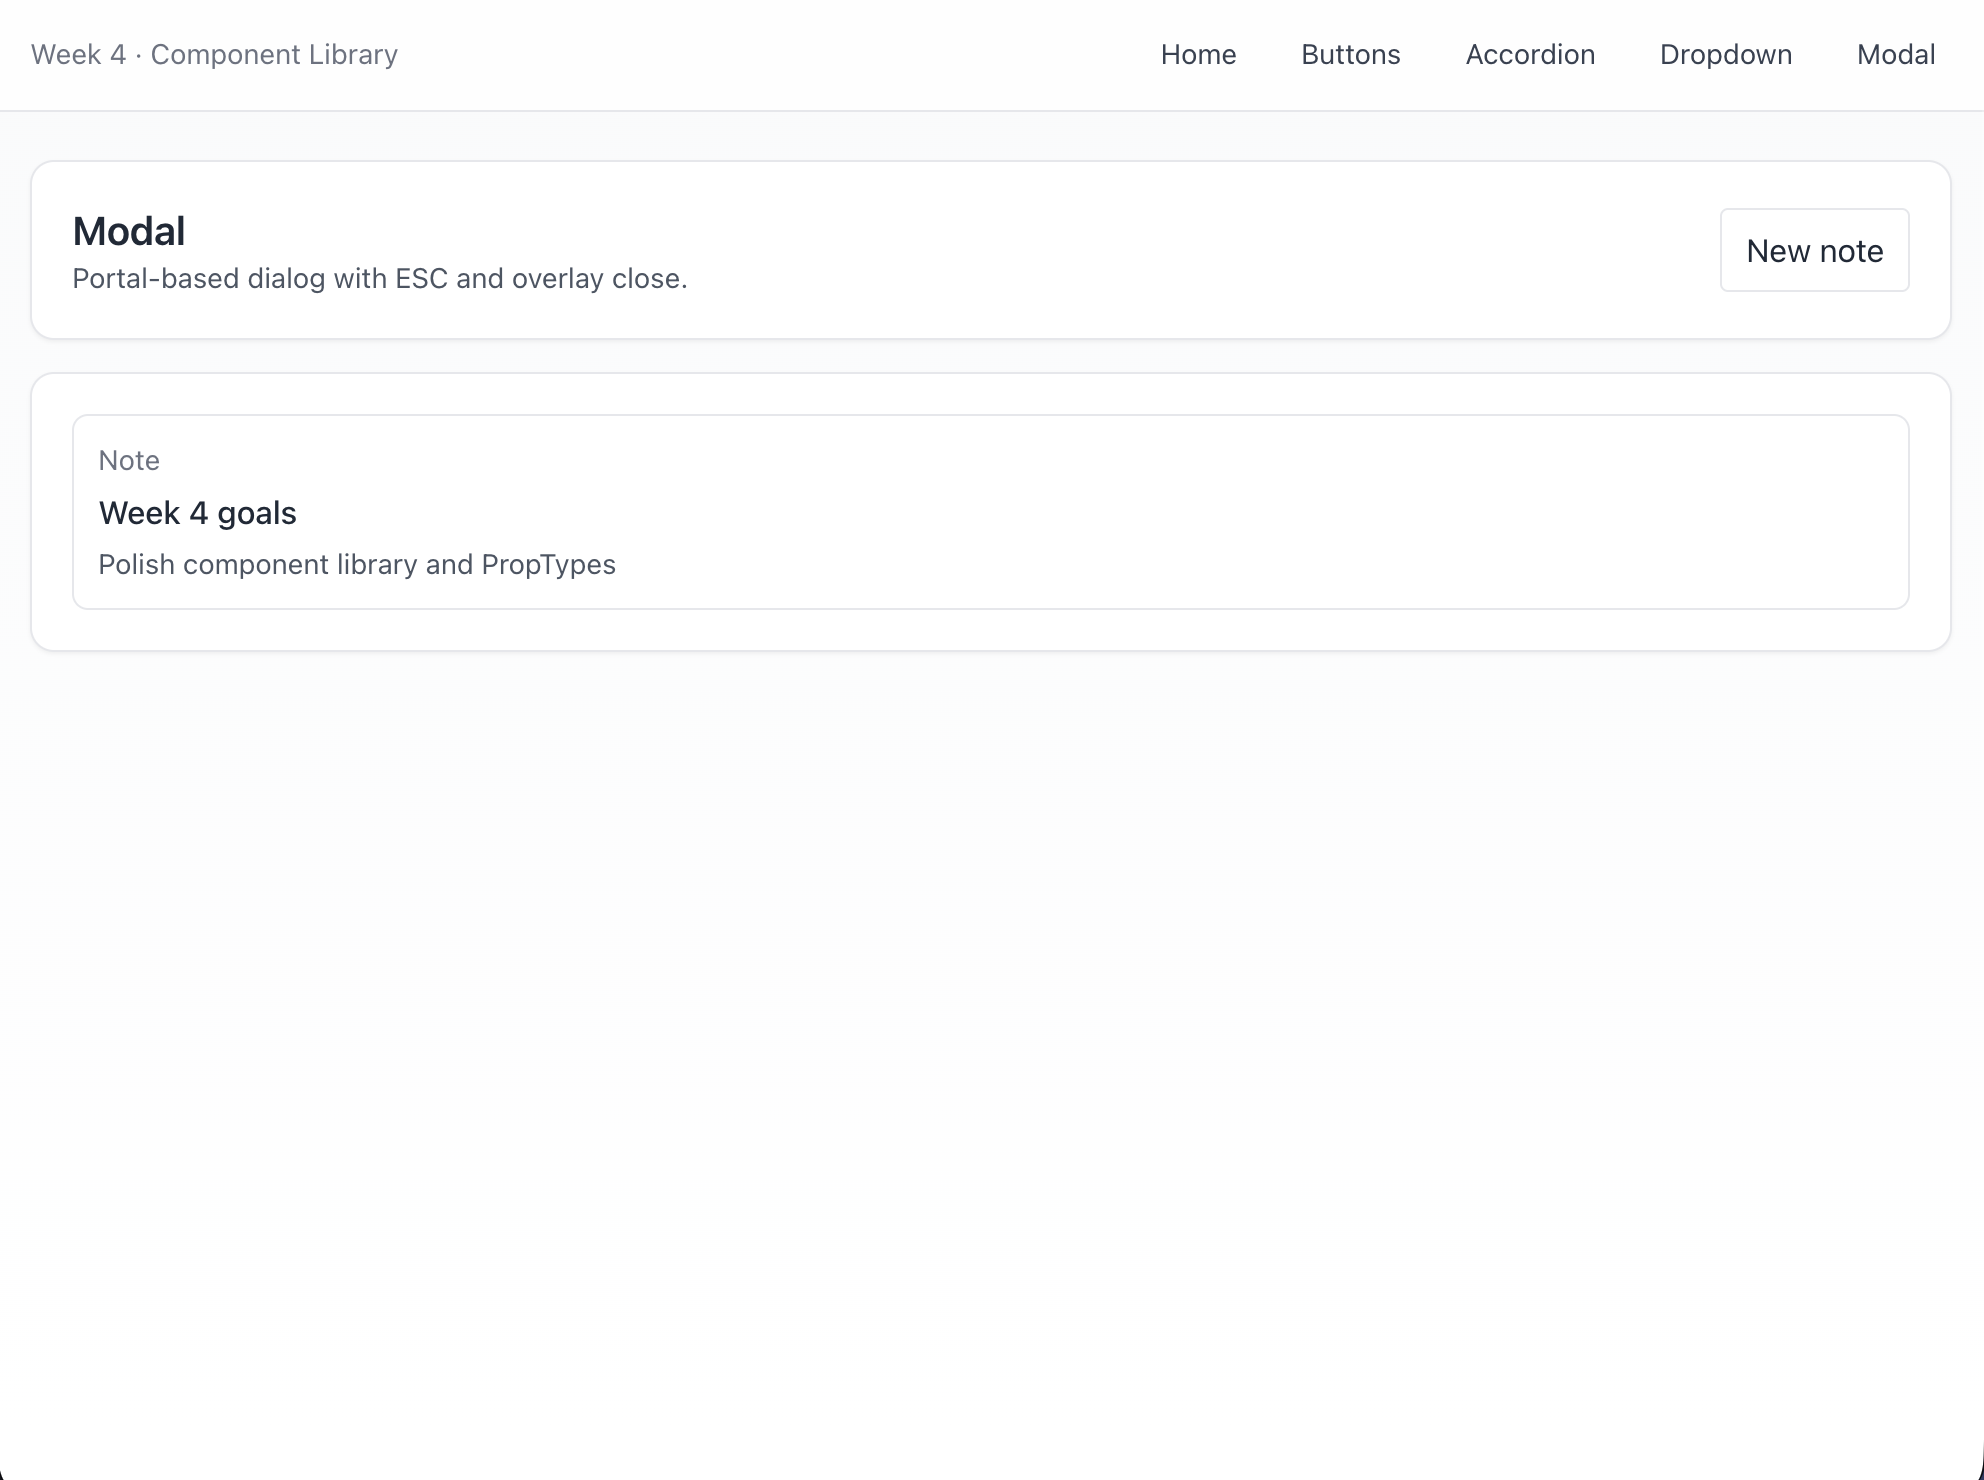 Week 4 · Component Library
Home
Buttons
Accordion
Dropdown
Modal
Modal
Portal-based dialog with ESC and overlay close.
New note
Note
Week 4 goals
Polish component library and PropTypes